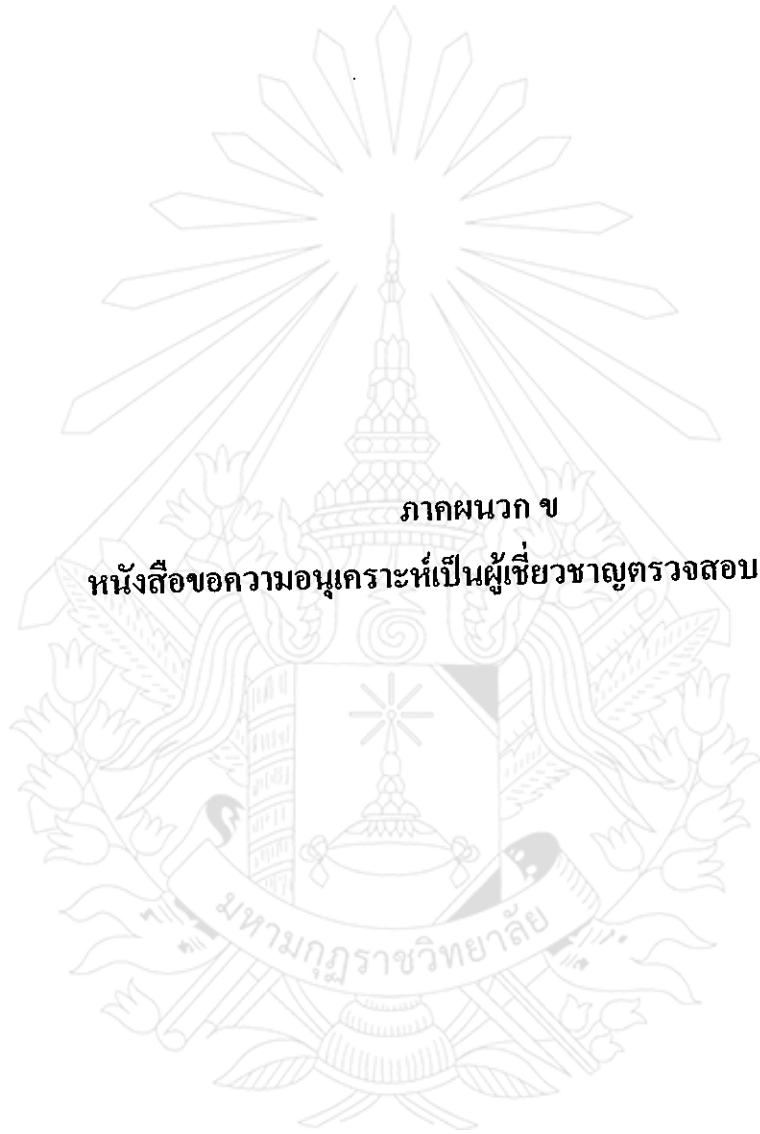 ภาคผนวก ข
หนังสือขอความอนุเคราะห์เป็นผู้เชี่ยวชาญตรวจสอบ
มหามกุฏราชวิทยาลัย